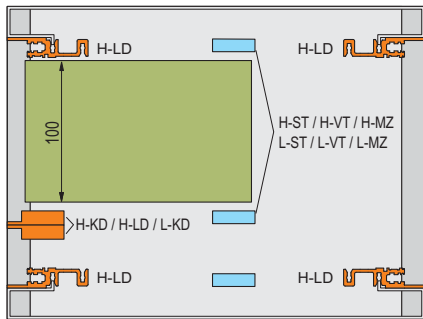 H-LD
H-LD
100
H-ST / H-VT / H-MZ
L-ST / L-VT / L-MZ
H-KD / H-LD / L-KD
H-LD
H-LD